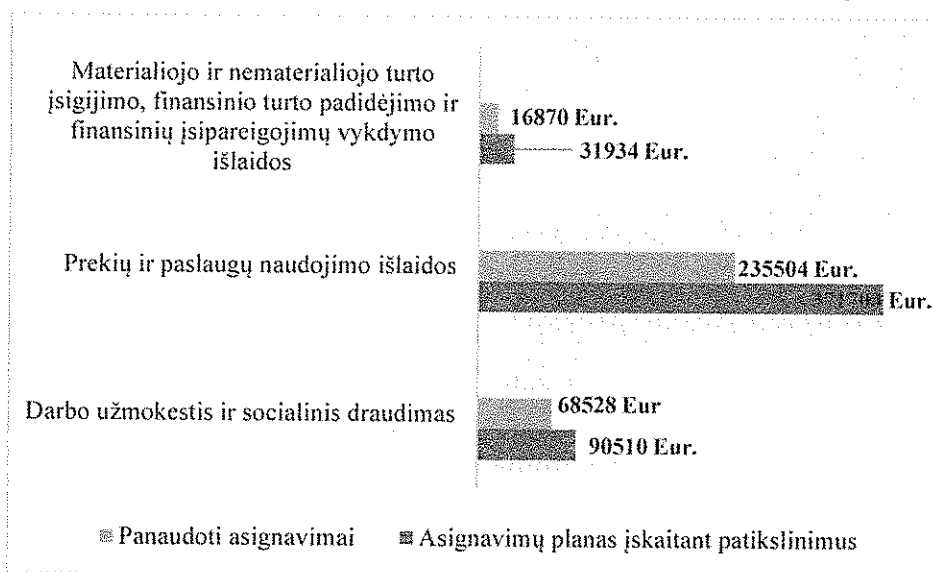 Materialiojo ir nematerialiojo turto
įsigijimo, finansinio turto padidėjimo ir
finansinių įsipareigojimų vykdymo
išlaidos
16870 Eur.
31934 Eur.
Prekių ir paslaugų naudojimo išlaidos
235504 Eur.
Eur.
Darbo užmokestis ir socialinis draudimas
68528 Eur
90510 Eur.
Panaudoti asignavimai
Asignavimų planas įskaitant patikslinimus